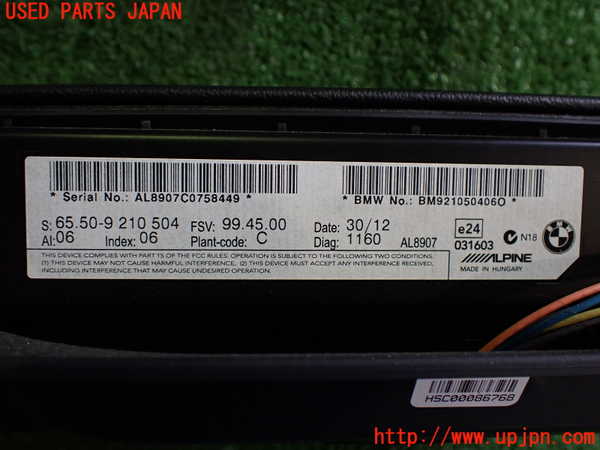 USED PARTS JAPAN
* Serial No.: AL8907C0758449 *
* BMW No.: BM921050406O *
S: 65.50-9 210 504 FSV: 99.45.00 Date: 30/12
AI: 06 Index: 06 Plant-code: C Diag: 1160 AL8907
e24
031603
N18
BMW
ALPINE
MADE IN HUNGARY
THIS DEVICE COMPLIES WITH PART 15
OF THE FCC RULES. OPERATION IS SUBJECT TO THE FOLLOWING TWO CONDITIONS.
(1) THIS DEVICE MAY NOT CAUSE HARMFUL
INTERFERENCE. (2) THIS DEVICE MUST ACCEPT ANY INTERFERENCE
RECEIVED, INCLUDING INTERFERENCE THAT MAY CAUSE UNDESIRED OPERATION.
H5C00086768
UPJ
http://www.upjpn.com/